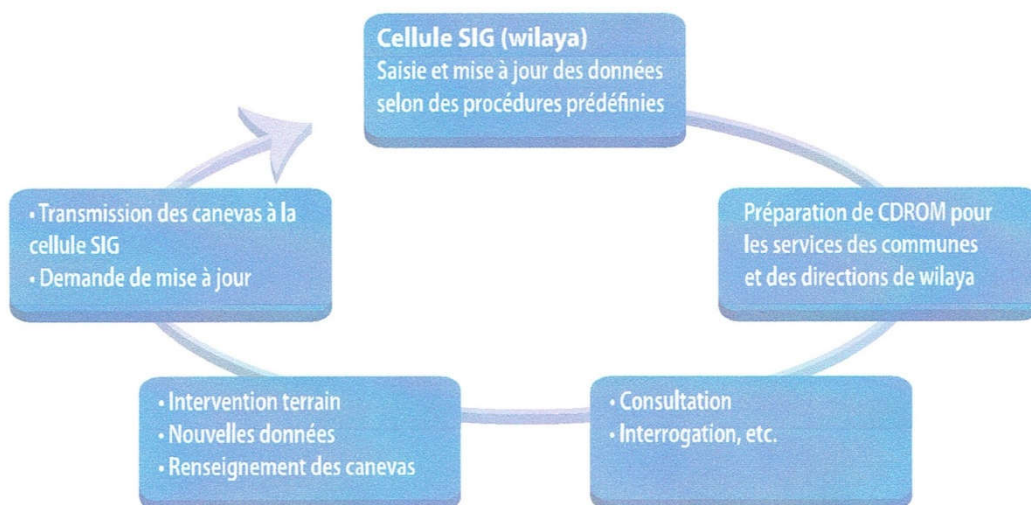 Cellule SIG (wilaya)
Saisie et mise à jour des données
selon des procédures prédéfinies
Préparation de CDROM pour
les services des communes
et des directions de wilaya
• Consultation
• Interrogation, etc.
• Intervention terrain
• Nouvelles données
• Renseignement des canevas
• Transmission des canevas à la
cellule SIG
• Demande de mise à jour